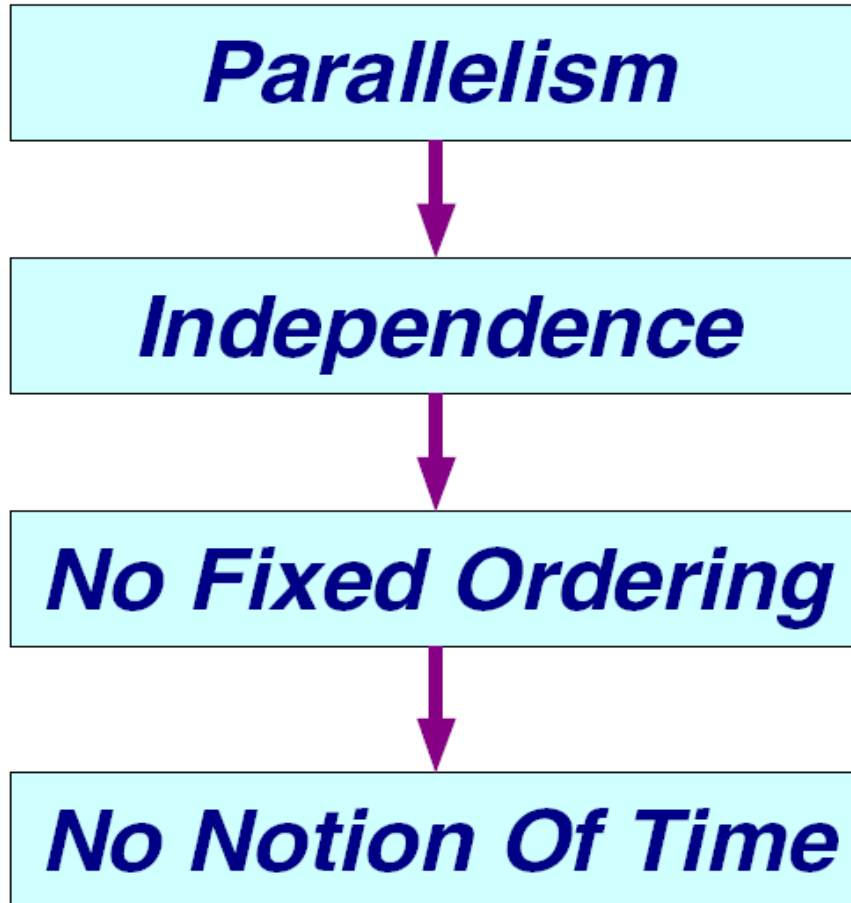 Parallelism
Independence
No Fixed Ordering
No Notion Of Time